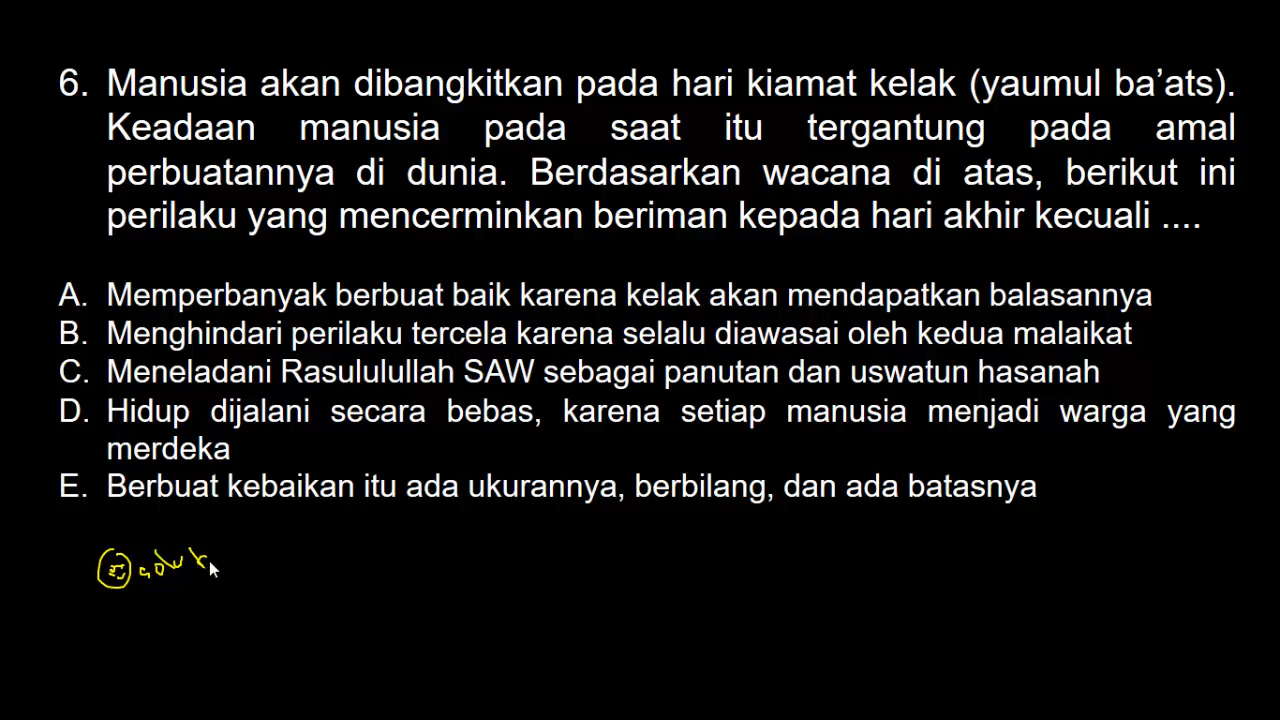 6. Manusia akan dibangkitkan pada hari kiamat kelak (yaumul ba’ats).
Keadaan manusia pada saat itu tergantung pada amal
perbuatannya di dunia. Berdasarkan wacana di atas, berikut ini
perilaku yang mencerminkan beriman kepada hari akhir kecuali ....
A. Memperbanyak berbuat baik karena kelak akan mendapatkan balasannya
B. Menghindari perilaku tercela karena selalu diawasai oleh kedua malaikat
C. Meneladani Rasululullah SAW sebagai panutan dan uswatun hasanah
D. Hidup dijalani secara bebas, karena setiap manusia menjadi warga yang
merdeka
E. Berbuat kebaikan itu ada ukurannya, berbilang, dan ada batasnya